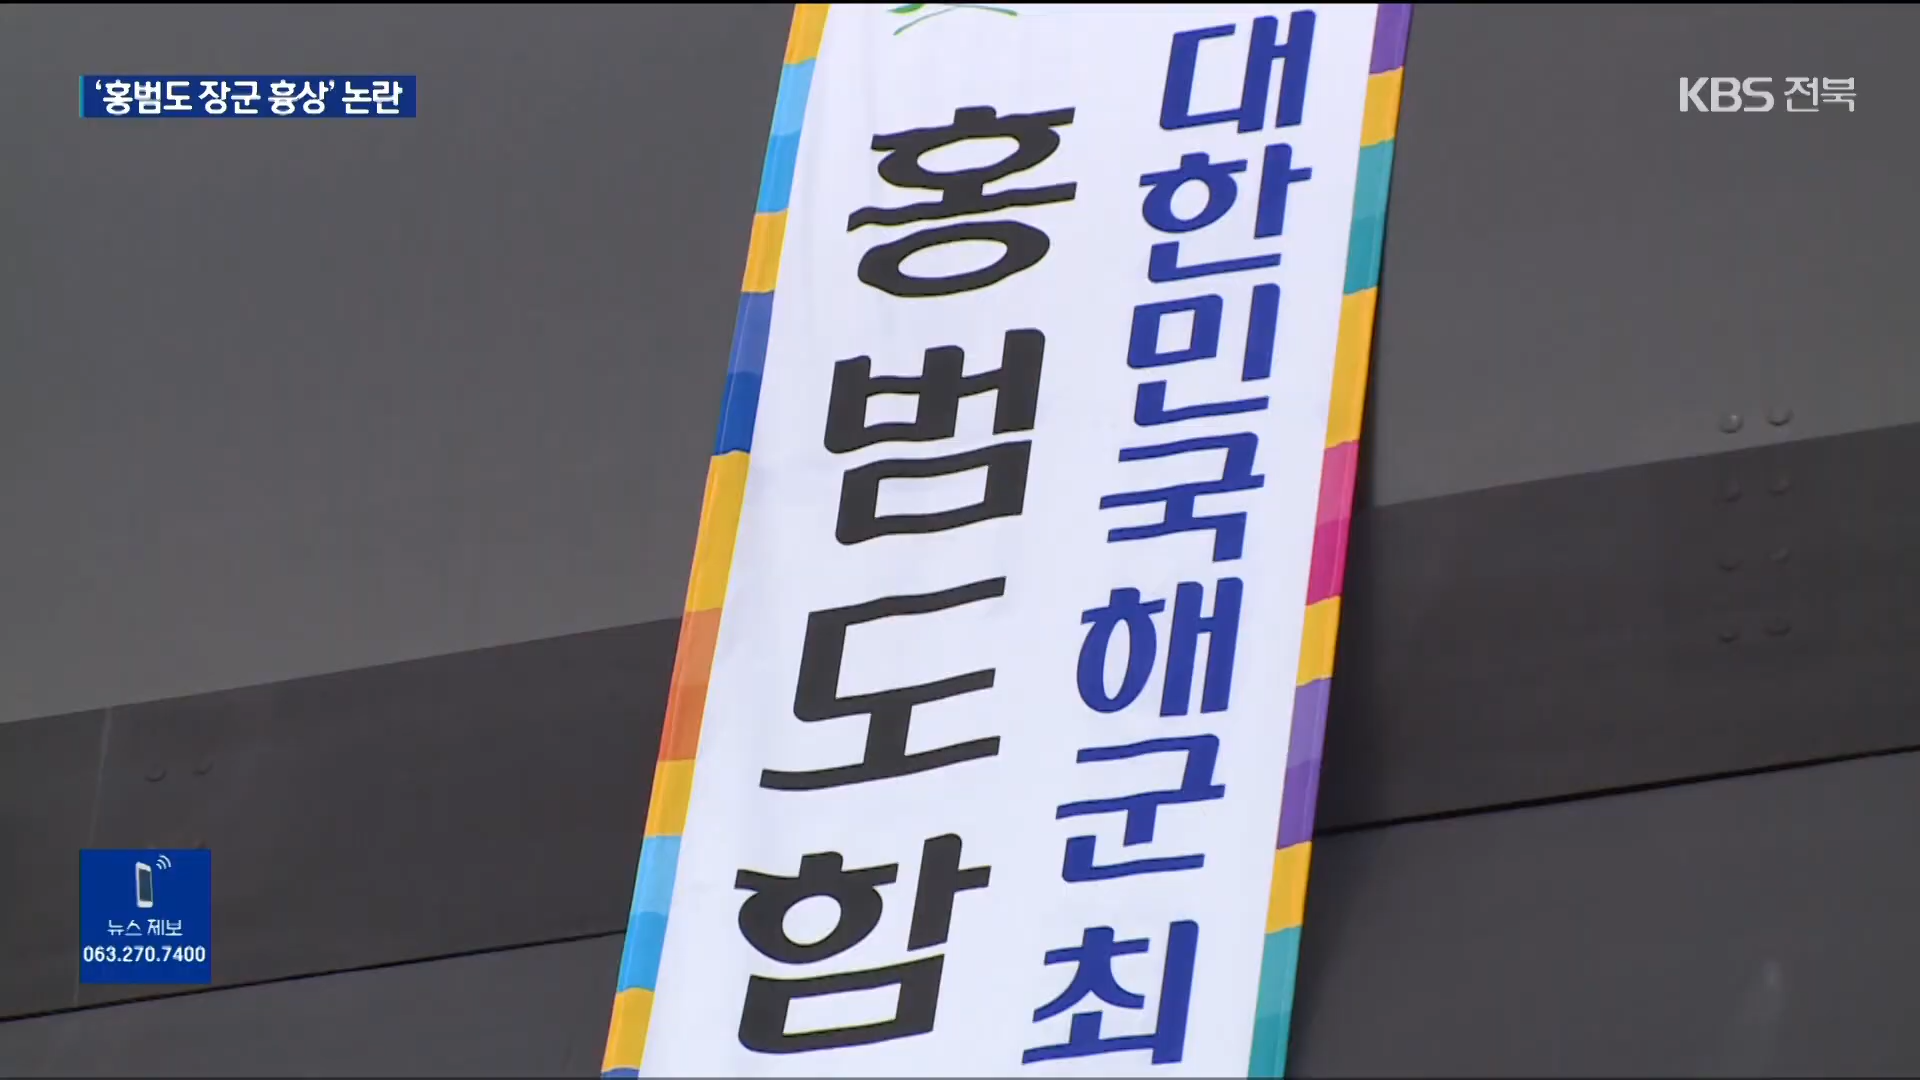 '홍범도 장군 흉상' 논란
KBS 전북
대한민국해군 최
홍범도함
뉴스 제보
063.270.7400